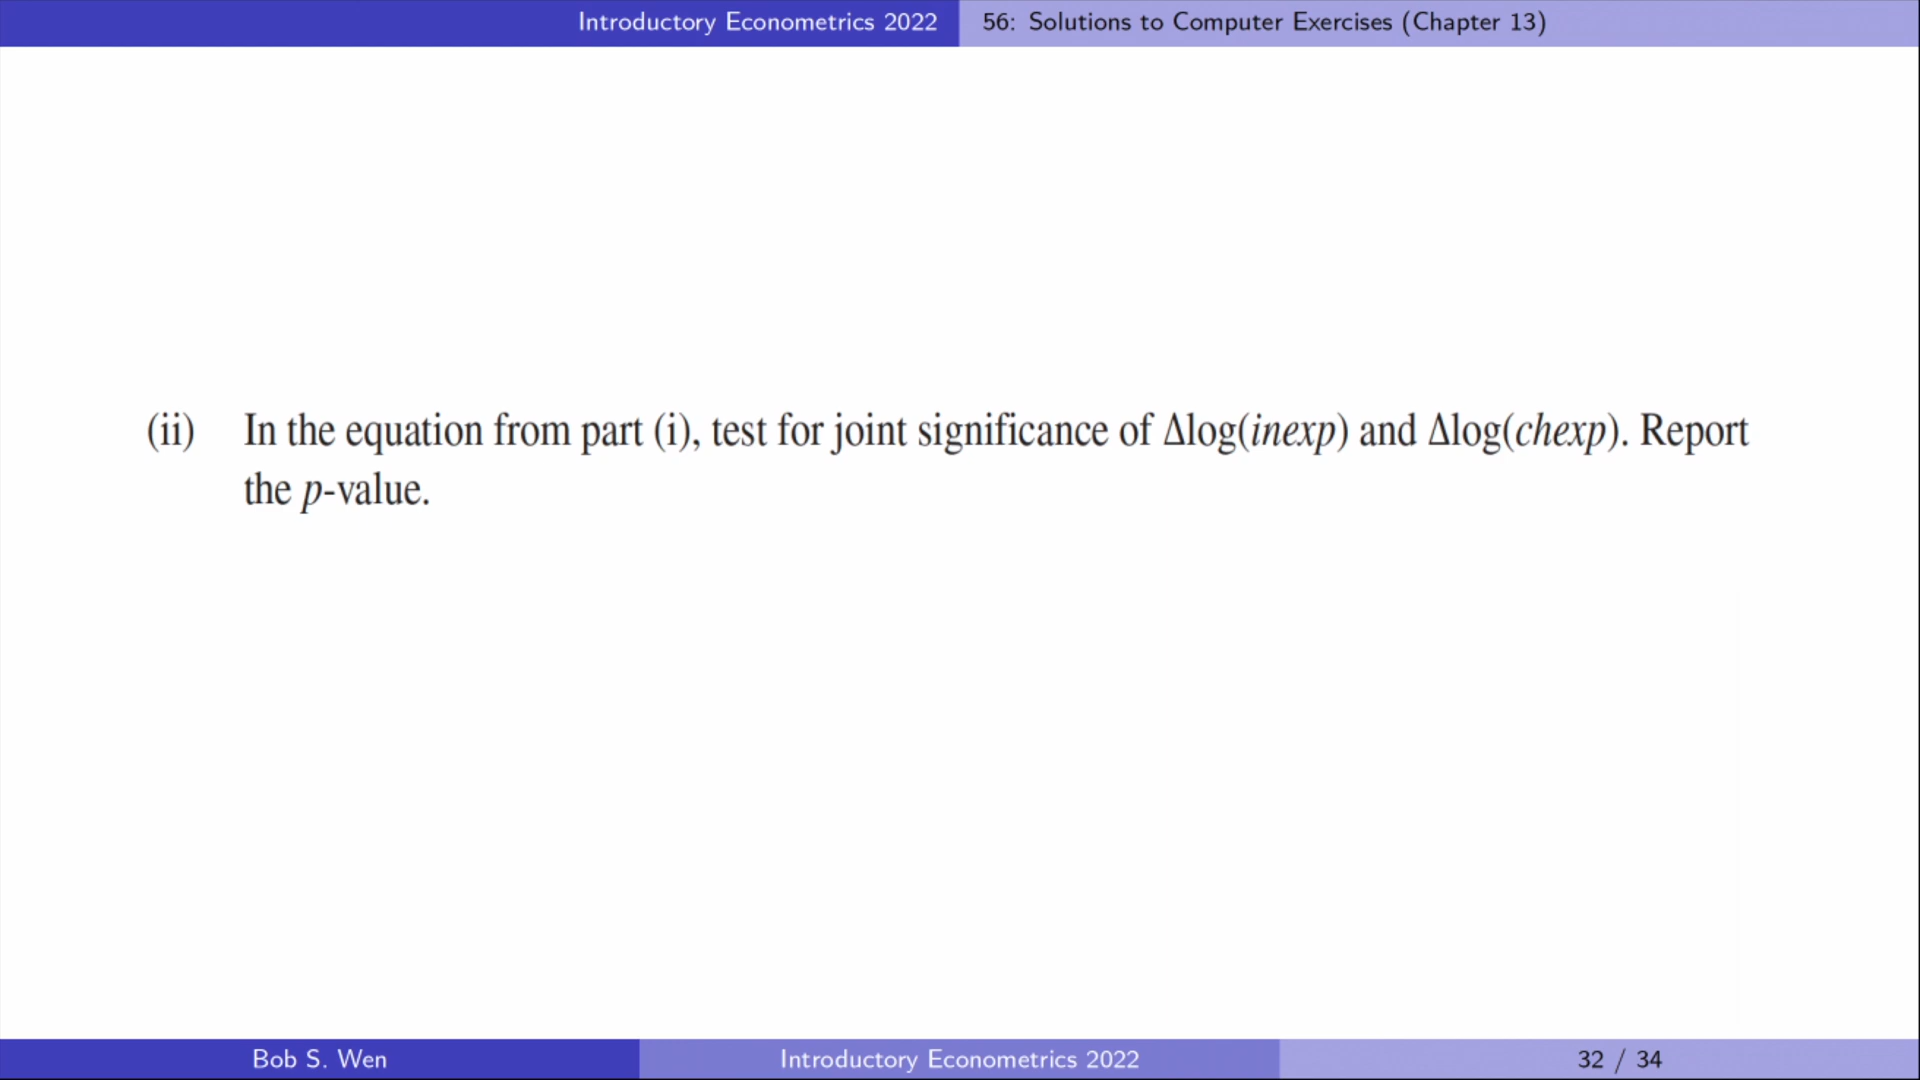 Introductory Econometrics 2022 56: Solutions to Computer Exercises (Chapter 13)
(ii) In the equation from part (i), test for joint significance of Δlog(inexp) and Δlog(chexp). Report
the p-value.
Bob S. Wen Introductory Econometrics 2022 32 / 34